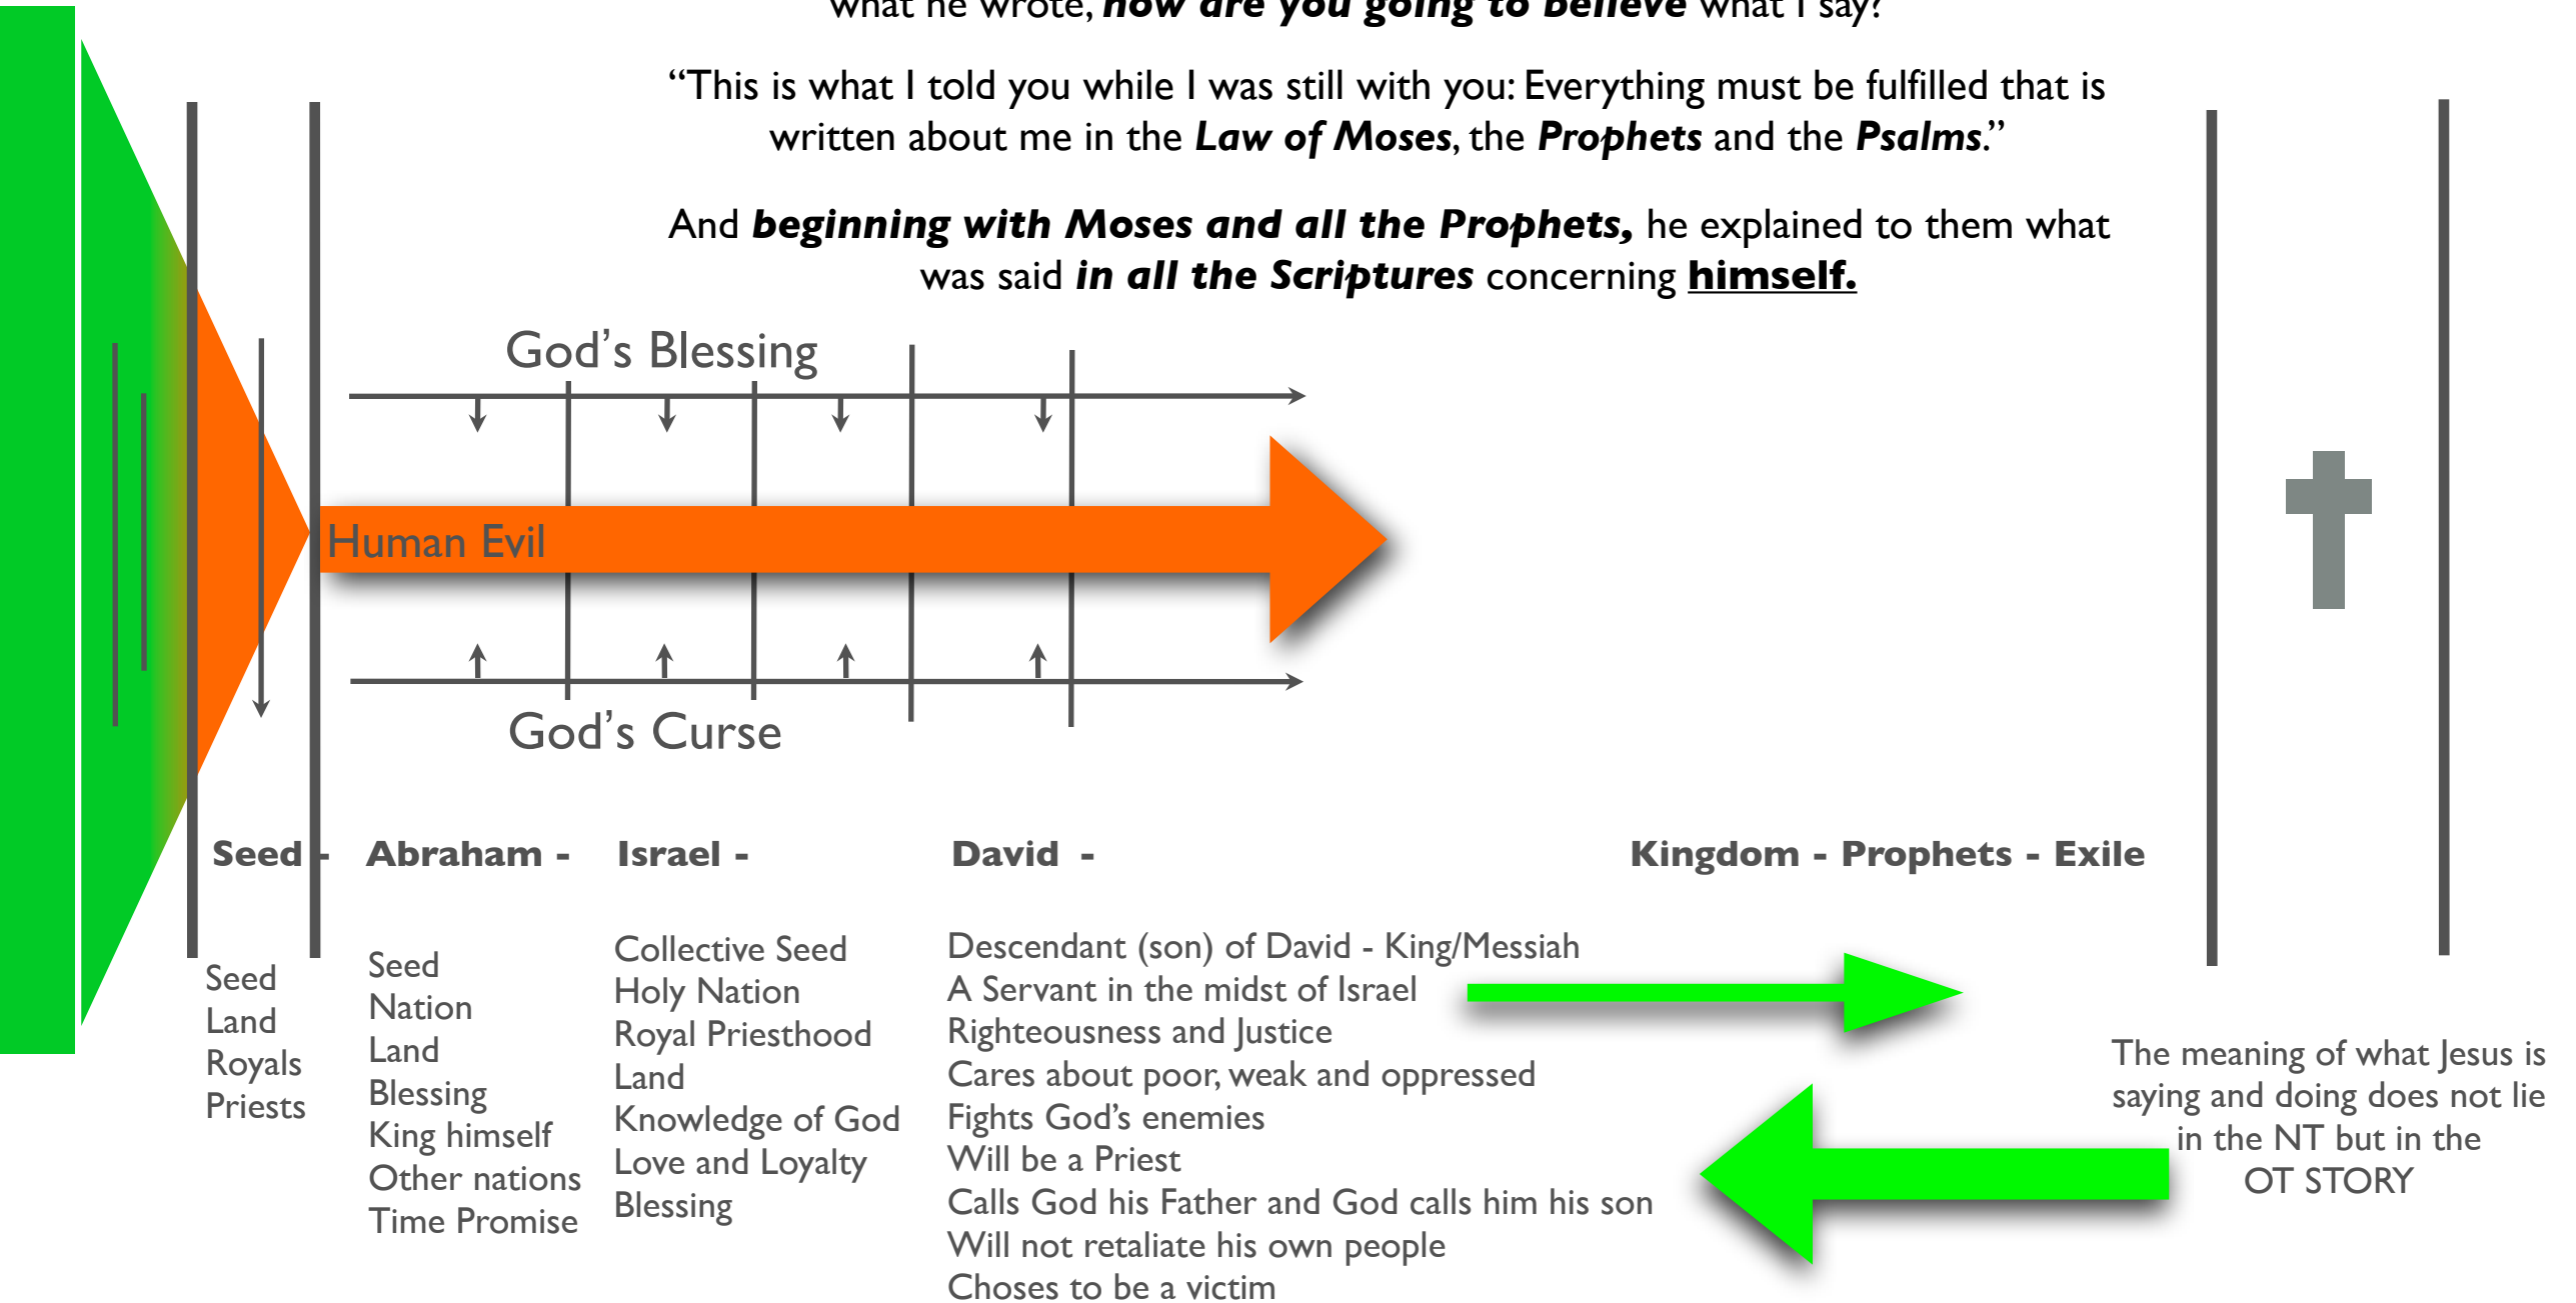 what he wrote, how are you going to believe what I say?
“This is what I told you while I was still with you: Everything must be fulfilled that is
written about me in the Law of Moses, the Prophets and the Psalms.”
And beginning with Moses and all the Prophets, he explained to them what
was said in all the Scriptures concerning himself.
God’s Blessing
Human Evil
God’s Curse
Seed - Abraham - Israel - David - Kingdom - Prophets - Exile
Seed
Land
Royals
Priests
Seed
Nation
Land
Blessing
King himself
Other nations
Time Promise
Collective Seed
Holy Nation
Royal Priesthood
Land
Knowledge of God
Love and Loyalty
Blessing
Descendant (son) of David - King/Messiah
A Servant in the midst of Israel
Righteousness and Justice
Cares about poor, weak and oppressed
Fights God’s enemies
Will be a Priest
Calls God his Father and God calls him his son
Will not retaliate his own people
Choses to be a victim
The meaning of what Jesus is
saying and doing does not lie
in the NT but in the
OT STORY